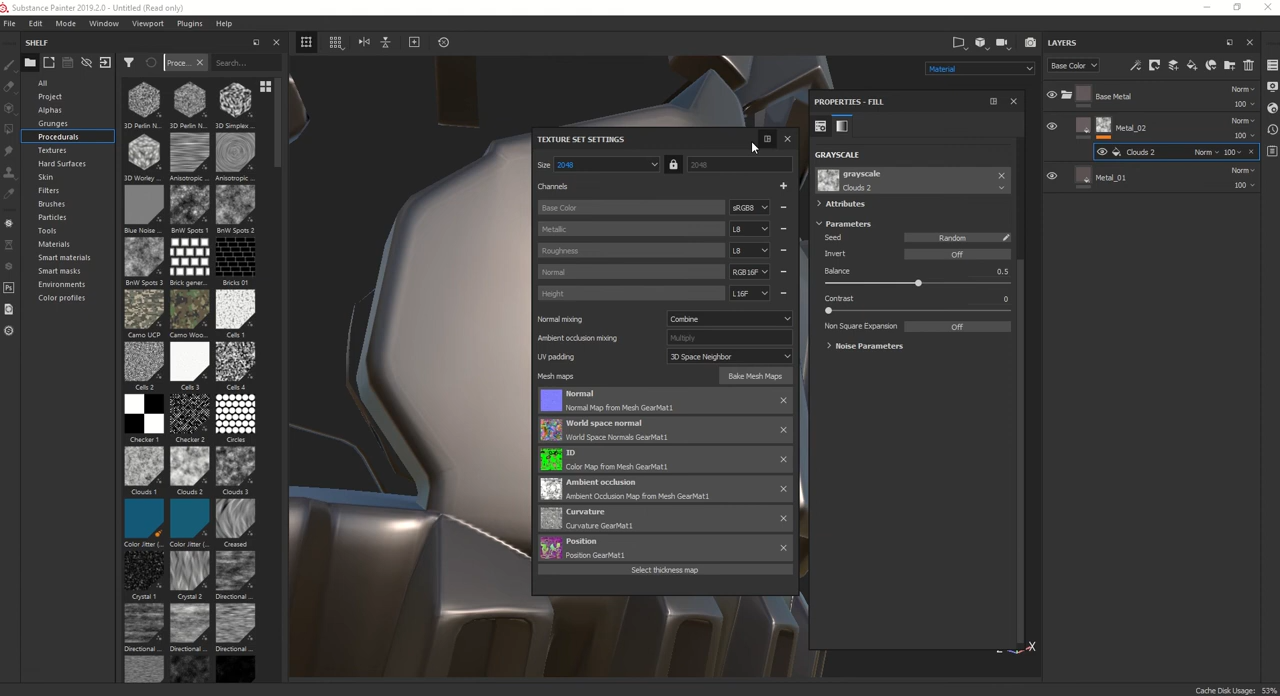 Substance Painter 2019.2.0 - Untitled (Read only)
File Edit Mode Window Viewport Plugins Help
SHELF
Proce...
Search...
All
Project
Alphas
Grunges
Procedurals
Textures
Hard Surfaces
Skin
Filters
Brushes
Particles
Tools
Materials
Smart materials
Smart masks
Environments
Color profiles
3D Perlin N... 3D Perlin N... 3D Simplex ...
3D Worley ... Anisotropic ... Anisotropic ...
Blue Noise ... BnW Spots 1 BnW Spots 2
BnW Spots 3 Brick gener... Bricks 01
Camo UCP Camo Woo... Cells 1
Cells 2 Cells 3 Cells 4
Checker 1 Checker 2 Circles
Clouds 1 Clouds 2 Clouds 3
Color Jitter (... Color Jitter (... Creased
Crystal 1 Crystal 2 Directional ...
Directional ... Directional ... Directional ...
Material
TEXTURE SET SETTINGS
Size 2048 2048
Channels
Base Color sRGB8
Metallic L8
Roughness L8
Normal RGB16F
Height L16F
Normal mixing Combine
Ambient occlusion mixing Multiply
UV padding 3D Space Neighbor
Mesh maps Bake Mesh Maps
Normal
Normal Map from Mesh GearMat1
World space normal
World Space Normals GearMat1
ID
Color Map from Mesh GearMat1
Ambient occlusion
Ambient Occlusion Map from Mesh GearMat1
Curvature
Curvature GearMat1
Position
Position GearMat1
Select thickness map
PROPERTIES - FILL
GRAYSCALE
grayscale
Clouds 2
Attributes
Parameters
Seed Random
Invert Off
Balance 0.5
Contrast 0
Non Square Expansion Off
Noise Parameters
X
LAYERS
Base Color
Base Metal Norm 100
Metal_02 Norm 100
Clouds 2 Norm 100
Metal_01 Norm 100
Cache Disk Usage: 53%